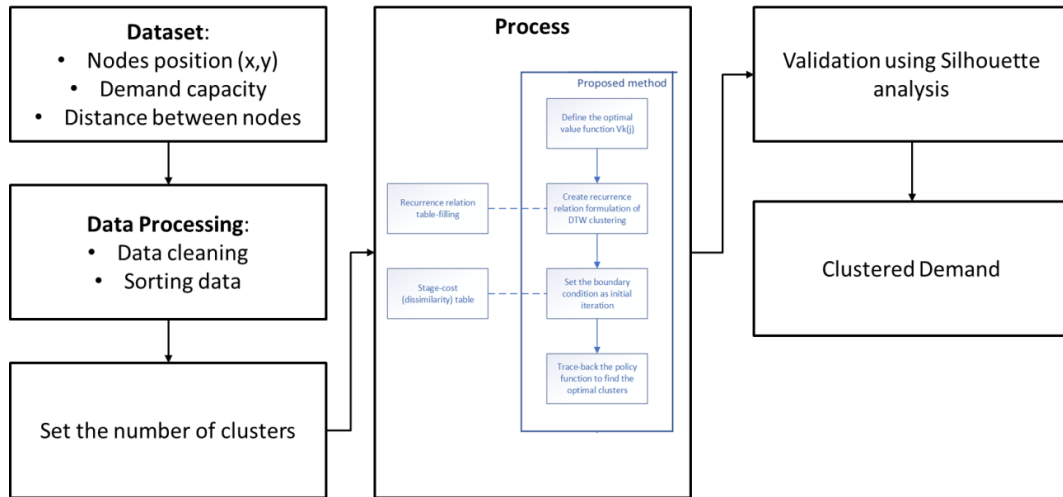 Dataset:
• Nodes position (x,y)
• Demand capacity
• Distance between nodes
Data Processing:
• Data cleaning
• Sorting data
Set the number of clusters
Process
Proposed method
Define the optimal
value function Vk(j)
Recurrence relation
table-filling
Create recurrence
relation formulation of
DTW clustering
Stage-cost
(dissimilarity) table
Set the boundary
condition as initial
iteration
Trace-back the policy
function to find the
optimal clusters
Validation using Silhouette
analysis
Clustered Demand